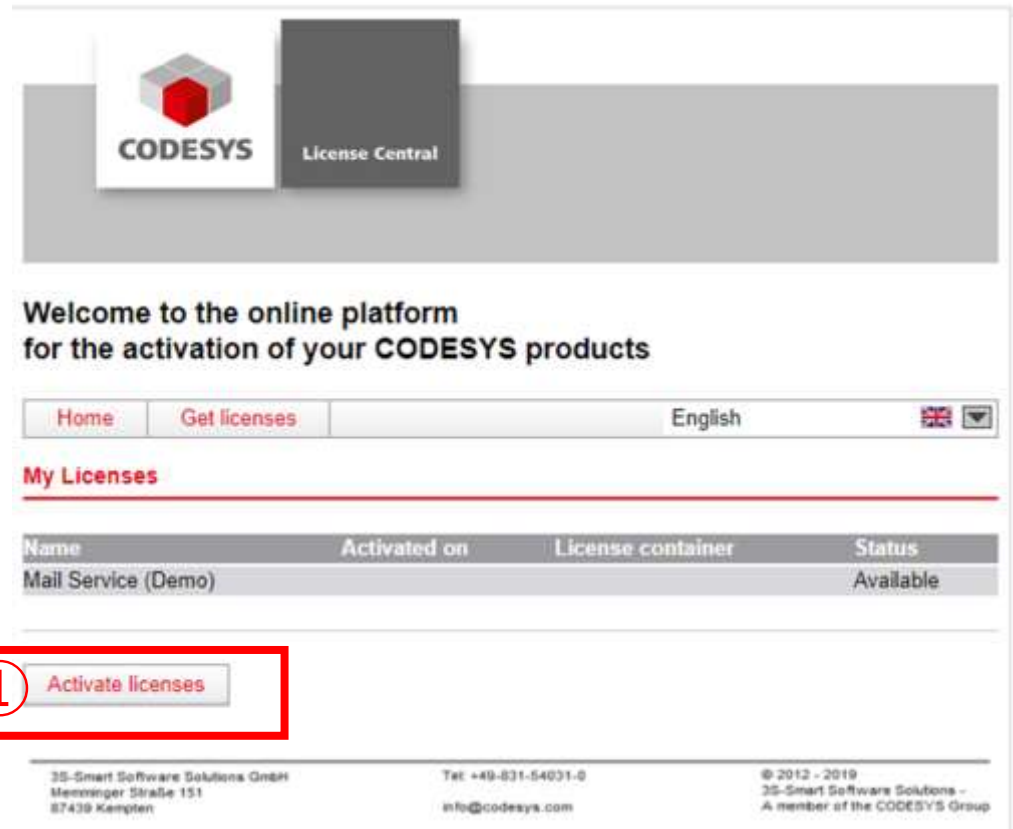 CODESYS
License Central
Welcome to the online platform
for the activation of your CODESYS products
Home Get licenses English
My Licenses
Name Activated on License container Status
Mail Service (Demo) Available
1 Activate licenses
3S-Smart Software Solutions GmbH Tel: +49-831-54031-0 © 2012 - 2019
Memminger Straße 151 3S-Smart Software Solutions -
87439 Kempten info@codesys.com A member of the CODESYS Group